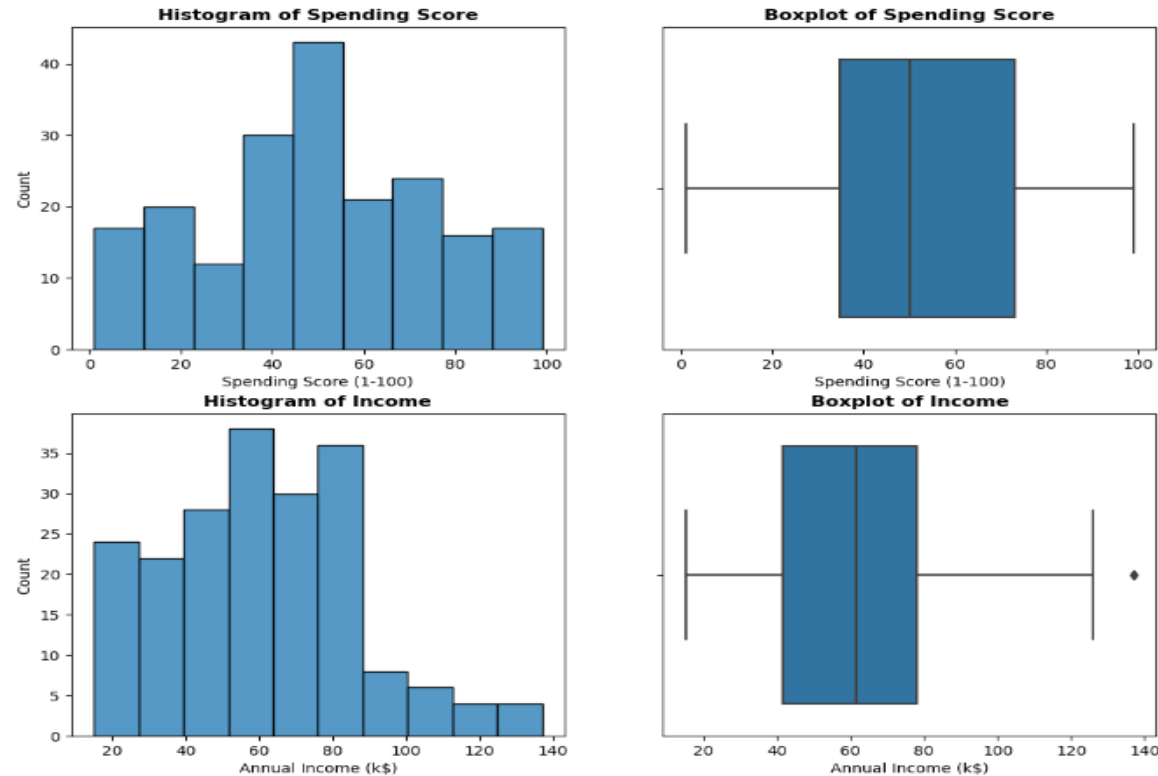 Histogram of Spending Score
40
30
20
10
0
Count
0 20 40 60 80 100
Spending Score (1-100)
Boxplot of Spending Score
0 20 40 60 80 100
Spending Score (1-100)
Histogram of Income
35
30
25
20
15
10
5
0
Count
20 40 60 80 100 120 140
Annual Income (k$)
Boxplot of Income
20 40 60 80 100 120 140
Annual Income (k$)